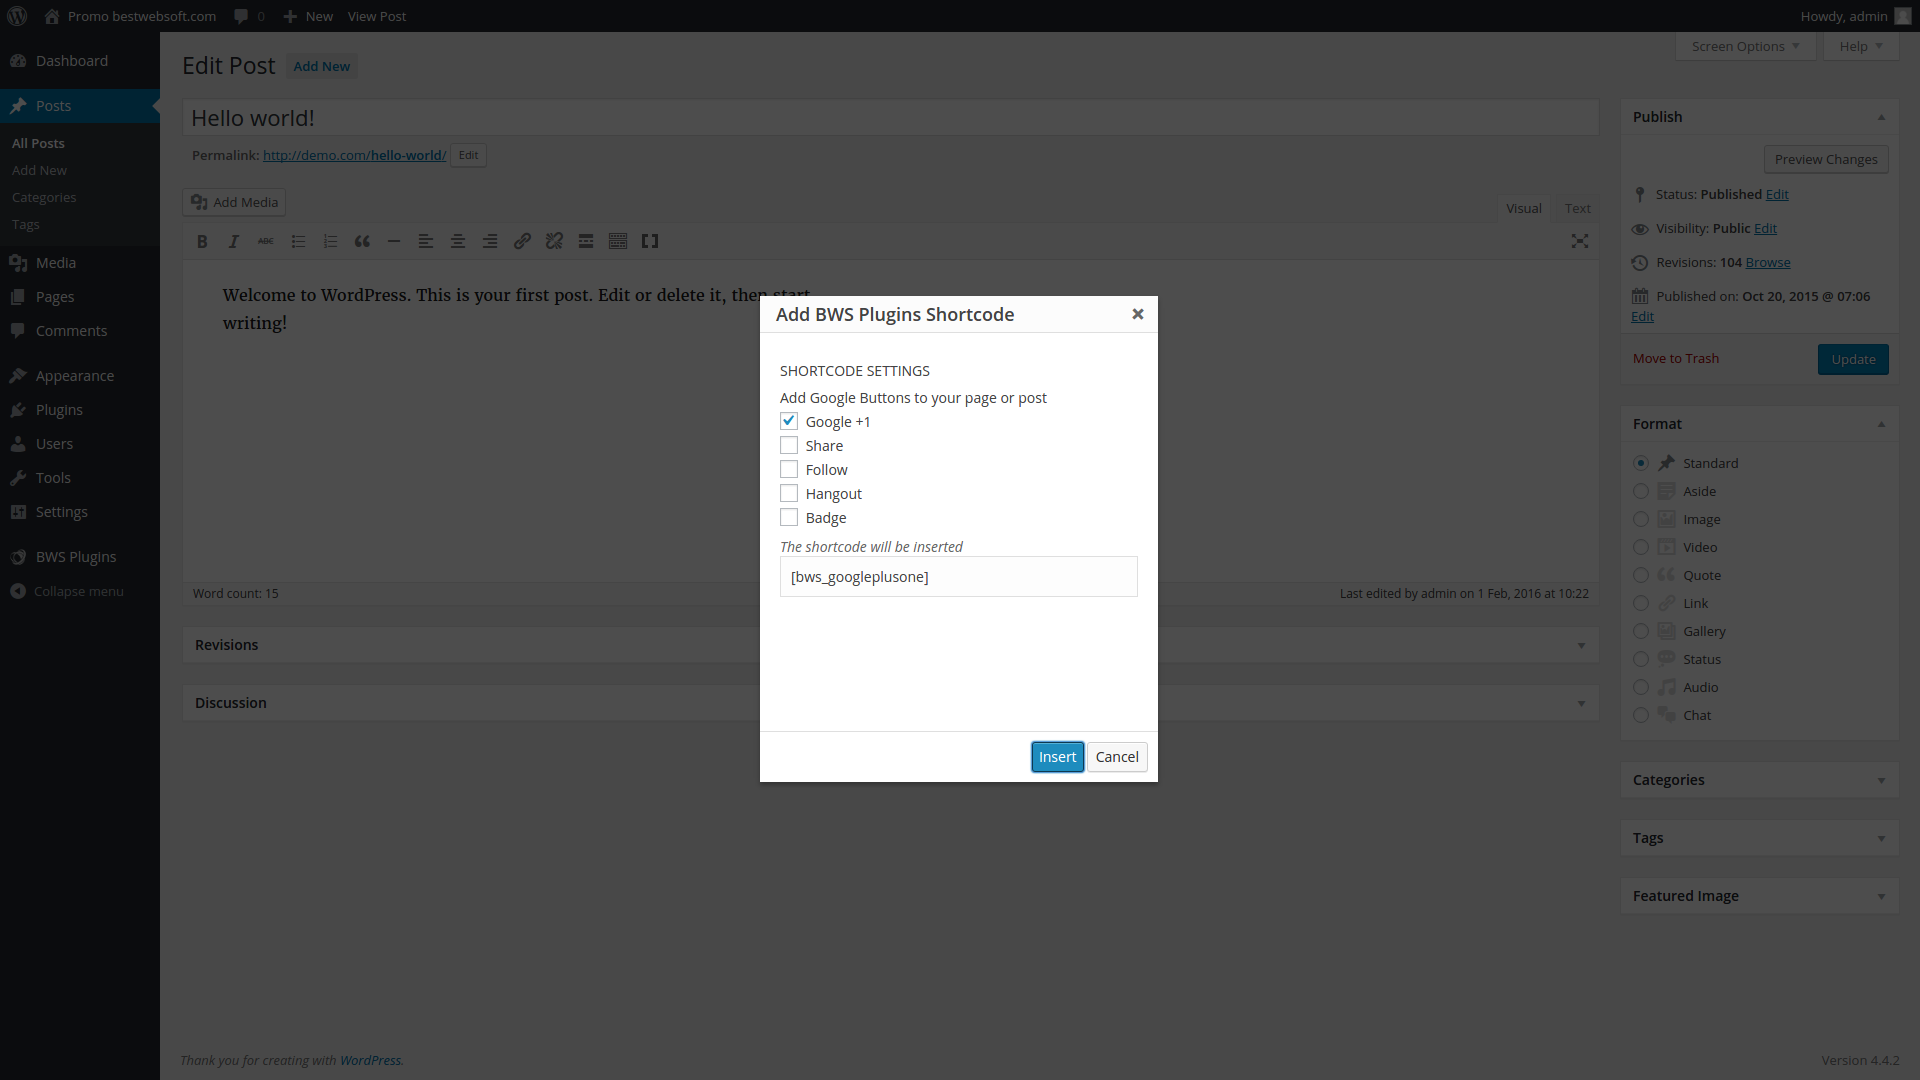 Promo bestwebsoft.com 0 New View Post Howdy, admin
Dashboard
Posts
All Posts
Add New
Categories
Tags
Media
Pages
Comments
Appearance
Plugins
Users
Tools
Settings
BWS Plugins
Collapse menu
Screen Options Help
Edit Post Add New
Hello world!
Permalink: http://demo.com/hello-world/ Edit
Add Media Visual Text
B I ABC
Welcome to WordPress. This is your first post. Edit or delete it, then start
writing!
Word count: 15 Last edited by admin on 1 Feb, 2016 at 10:22
Revisions
Discussion
Add BWS Plugins Shortcode
SHORTCODE SETTINGS
Add Google Buttons to your page or post
Google +1
Share
Follow
Hangout
Badge
The shortcode will be inserted
[bws_googleplusone]
Insert Cancel
Publish
Preview Changes
Status: Published Edit
Visibility: Public Edit
Revisions: 104 Browse
Published on: Oct 20, 2015 @ 07:06
Edit
Move to Trash Update
Format
Standard
Aside
Image
Video
Quote
Link
Gallery
Status
Audio
Chat
Categories
Tags
Featured Image
Thank you for creating with WordPress. Version 4.4.2